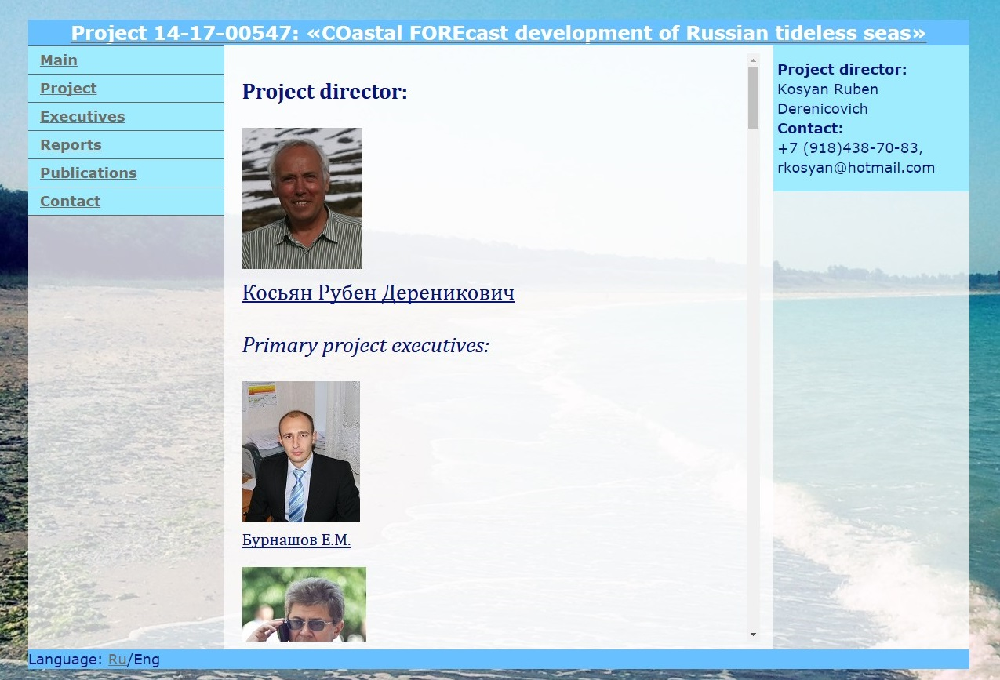 Project 14-17-00547: «COastal FOREcast development of Russian tideless seas»
Main
Project
Executives
Reports
Publications
Contact
Project director:
Косьян Рубен Дереникович
Primary project executives:
Бурнашов Е.М.
Project director:
Kosyan Ruben
Derenicovich
Contact:
+7 (918)438-70-83,
rkosyan@hotmail.com
Language: Ru/Eng